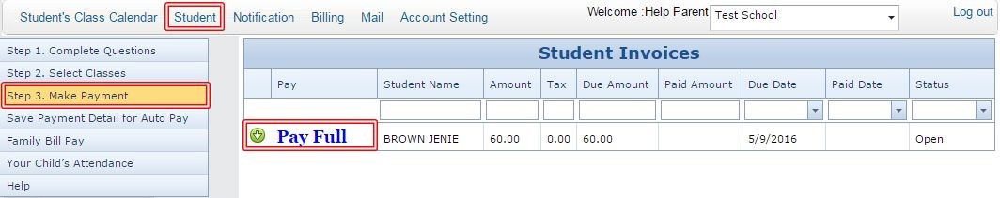 Student's Class Calendar Student Notification Billing Mail Account Setting Welcome :Help Parent Test School Log out
Step 1. Complete Questions
Step 2. Select Classes
Step 3. Make Payment
Save Payment Detail for Auto Pay
Family Bill Pay
Your Child's Attendance
Help
Student Invoices
Pay Student Name Amount Tax Due Amount Paid Amount Due Date Paid Date Status
Pay Full BROWN JENIE 60.00 0.00 60.00 5/9/2016 Open